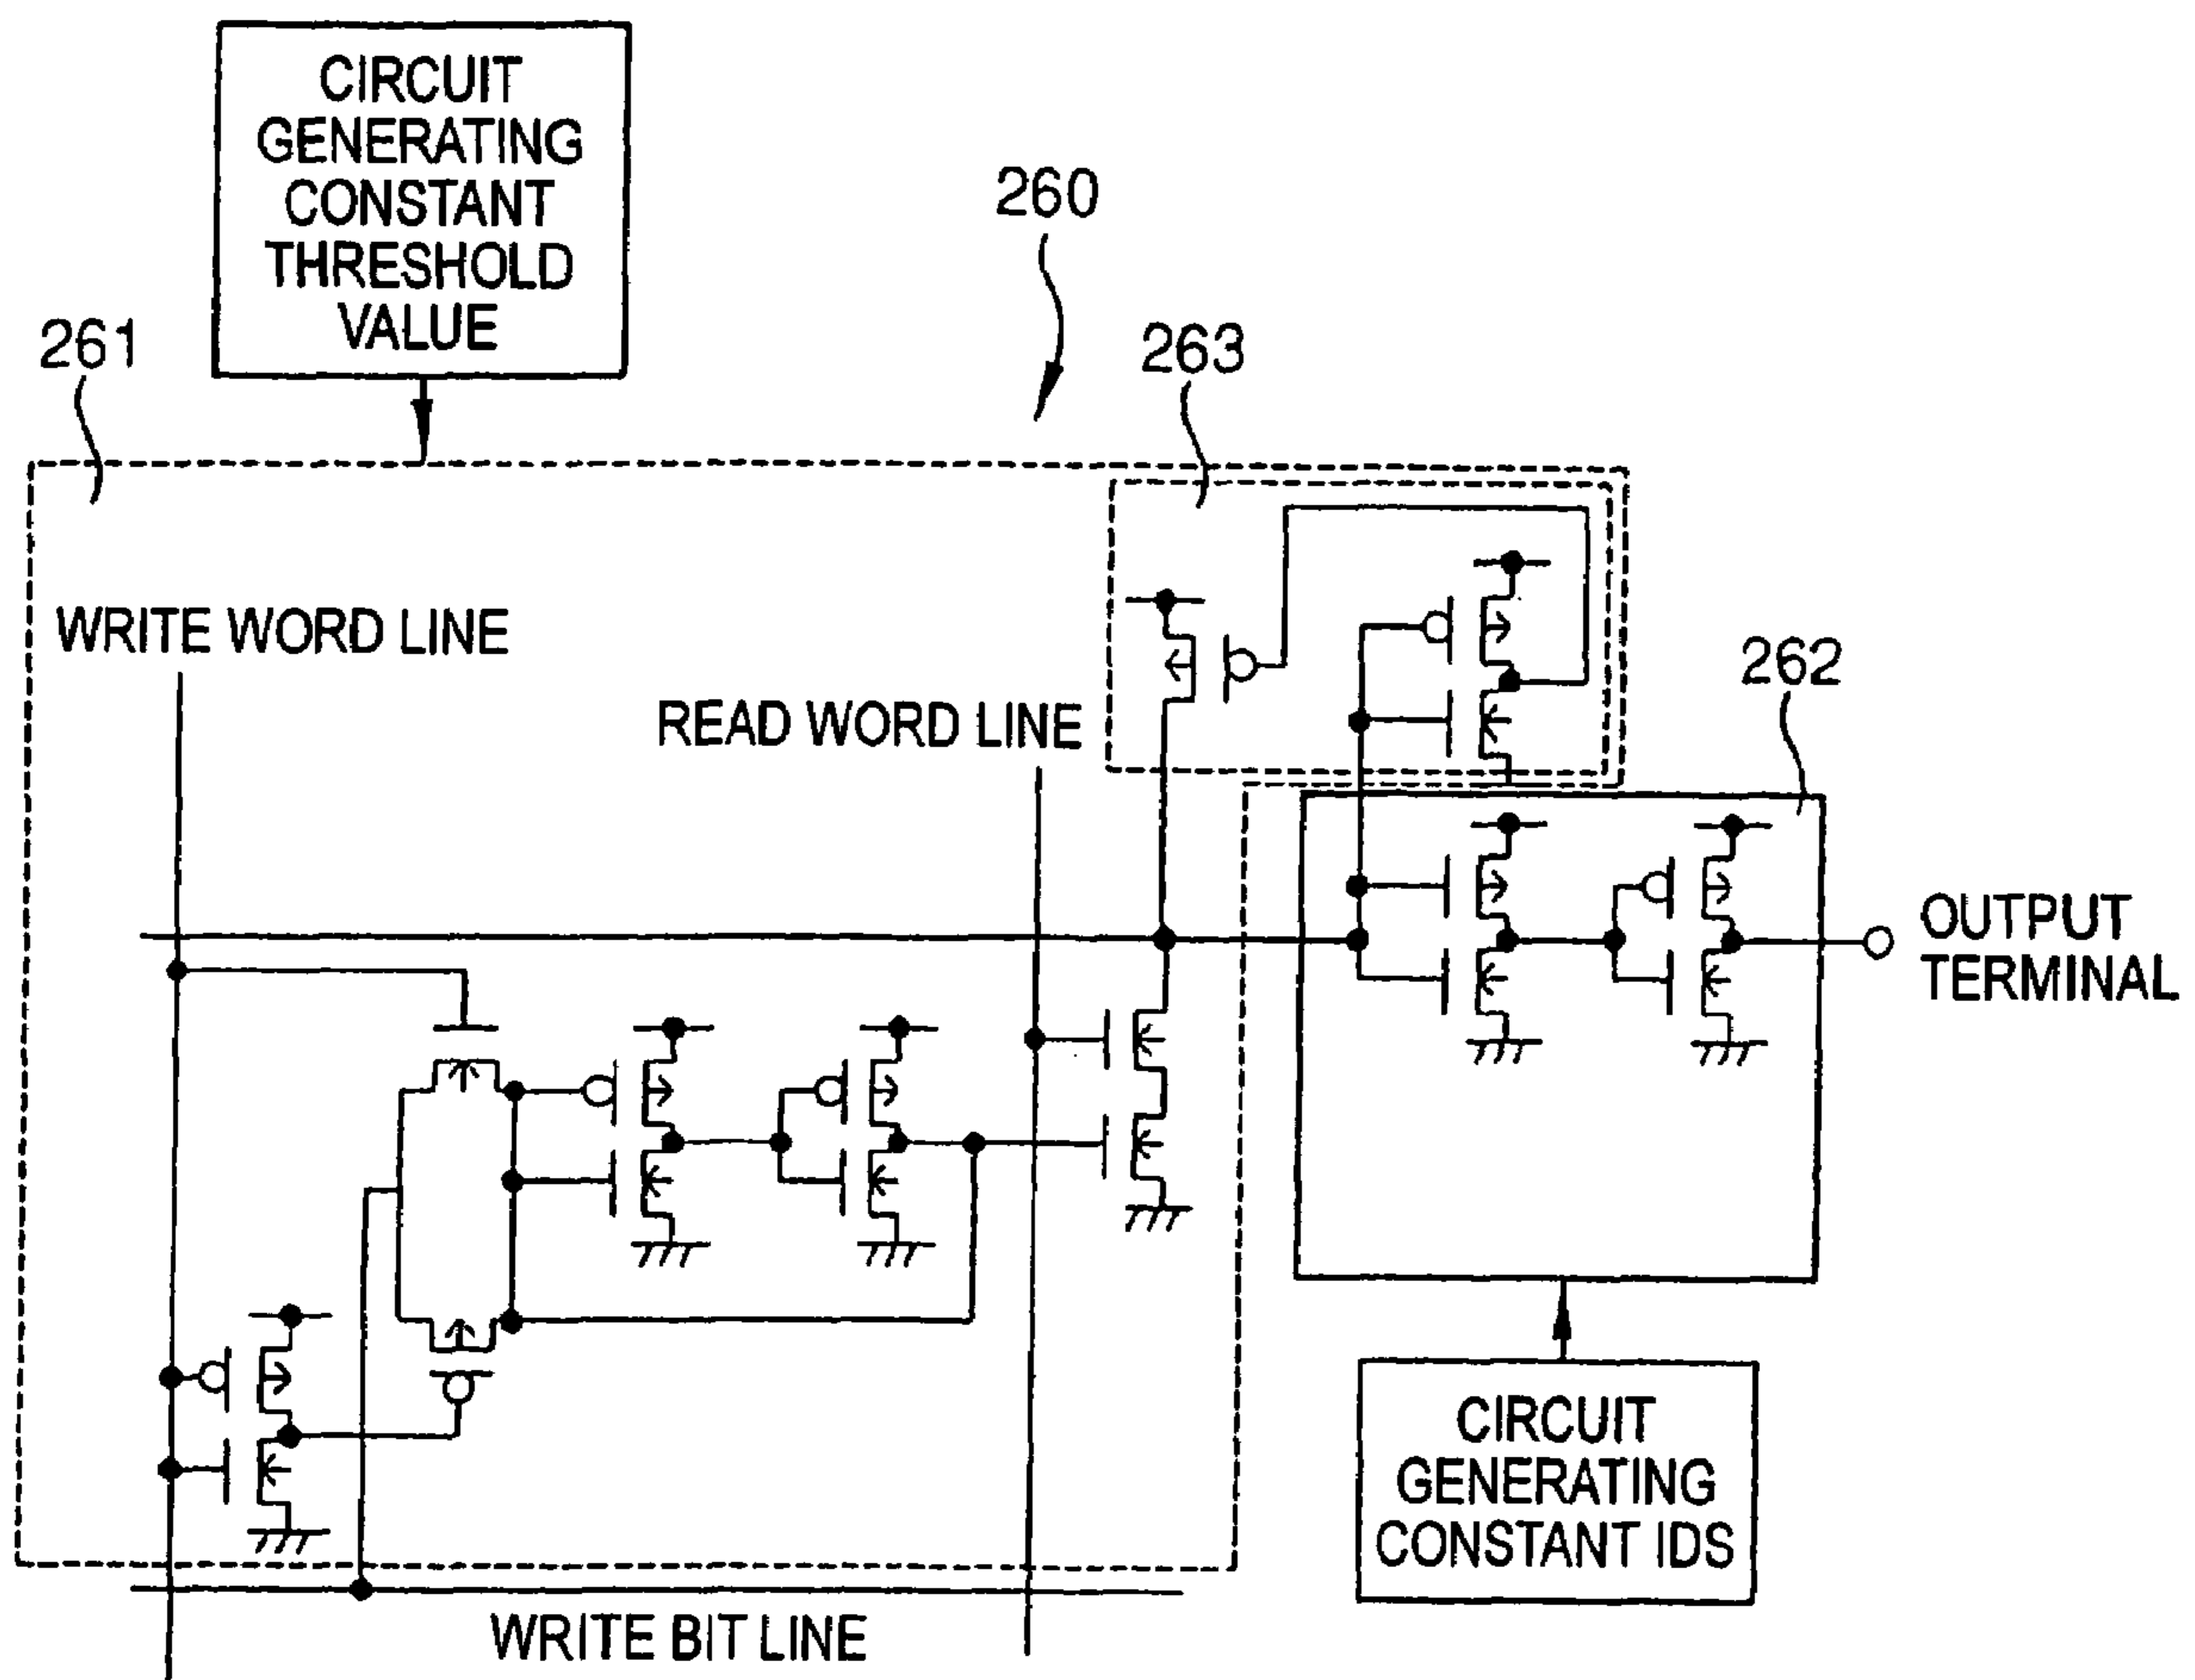 CIRCUIT
GENERATING
CONSTANT
THRESHOLD
VALUE
260
261
263
WRITE WORD LINE
READ WORD LINE
262
OUTPUT
TERMINAL
CIRCUIT
GENERATING
CONSTANT IDS
WRITE BIT LINE